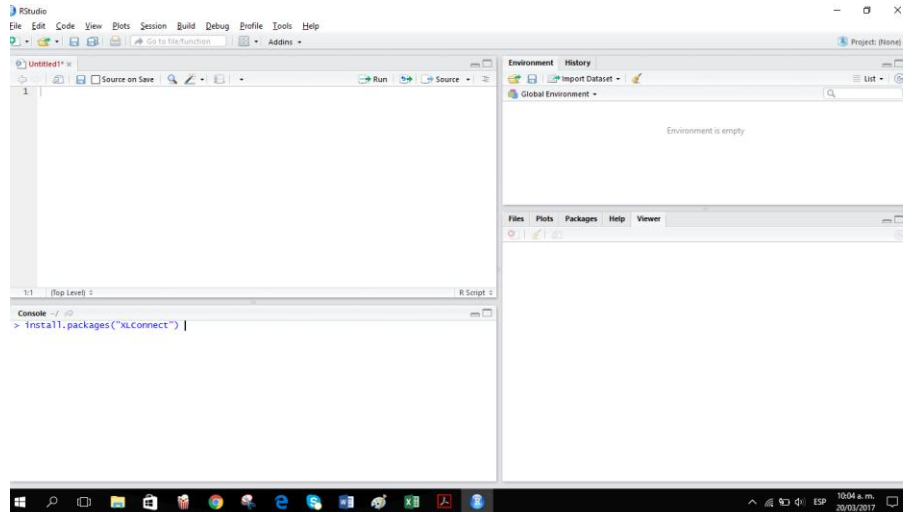 RStudio
File Edit Code View Plots Session Build Debug Profile Tools Help
Go to file/function Addins Project: (None)
Untitled1* Environment History
Source on Save Run Source Import Dataset List
1 Global Environment
Environment is empty
Files Plots Packages Help Viewer
1:1 (Top Level) R Script
Console ~/
> install.packages("XLConnect")
ESP 10:04 a. m.
20/03/2017